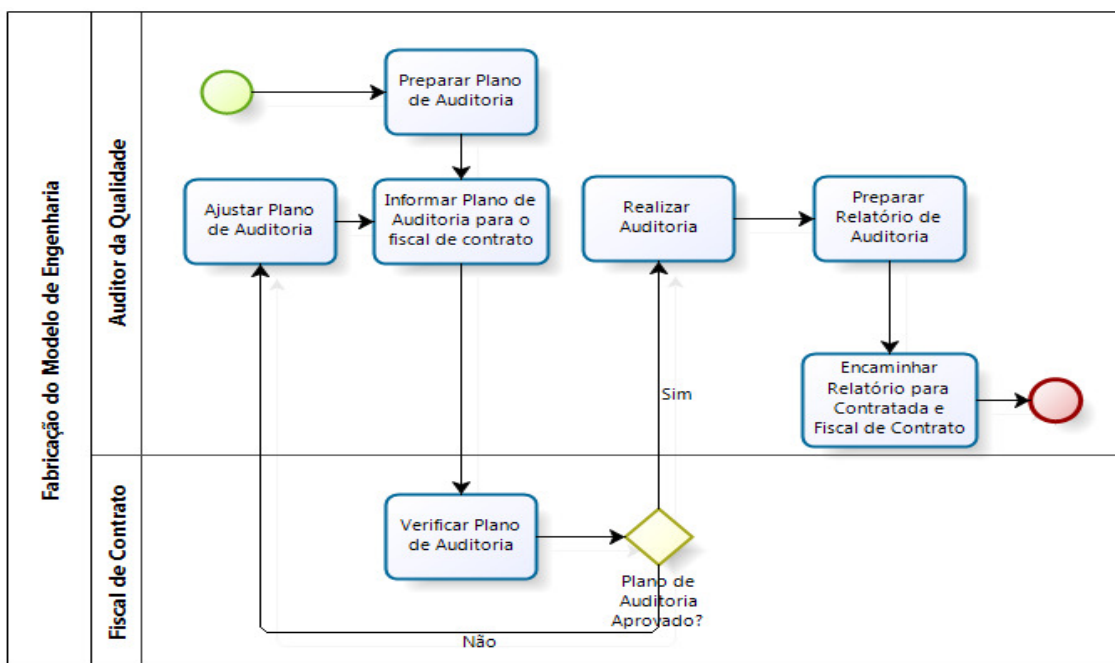 Fabricação do Modelo de Engenharia
Auditor da Qualidade
Preparar Plano
de Auditoria
Ajustar Plano
de Auditoria
Informar Plano de
Auditoria para o
fiscal de contrato
Realizar
Auditoria
Preparar
Relatório de
Auditoria
Encaminhar
Relatório para
Contratada e
Fiscal de Contrato
Sim
Fiscal de Contrato
Verificar Plano
de Auditoria
Plano de
Auditoria
Aprovado?
Não